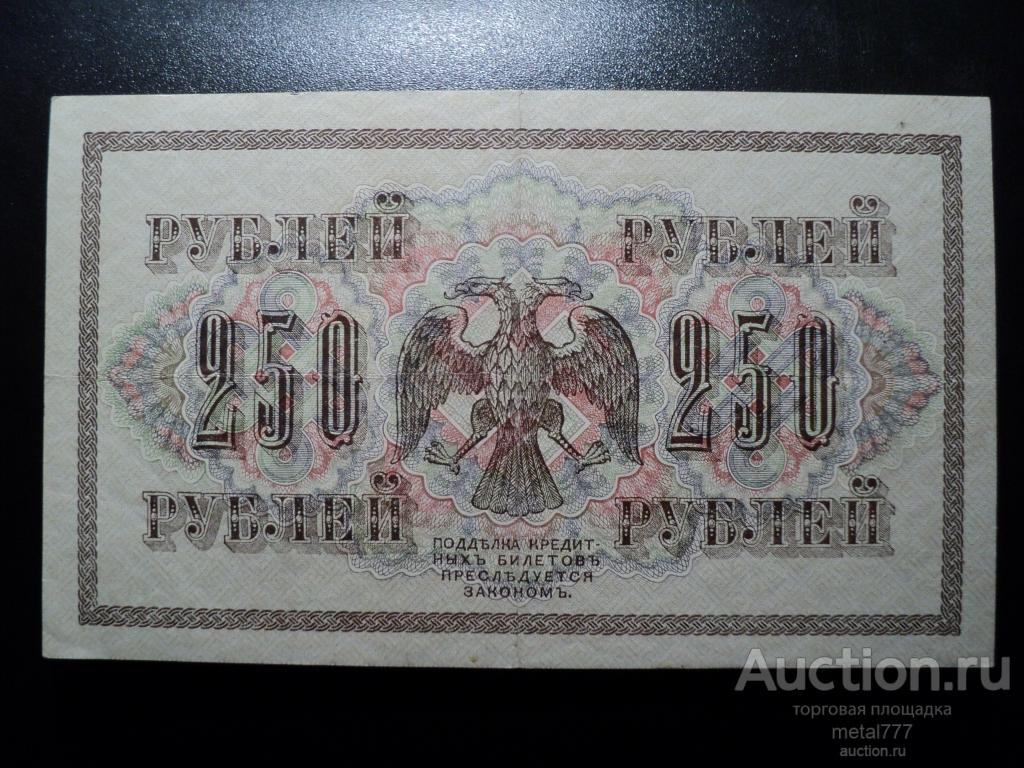 РУБЛЕЙ РУБЛЕЙ
250 250
РУБЛЕЙ РУБЛЕЙ
ПОДДѢЛКА КРЕДИТ-
НЫХЪ БИЛЕТОВЪ
ПРЕСЛѢДУЕТСЯ
ЗАКОНОМЪ.
Auction.ru
торговая площадка
metal777
auction.ru